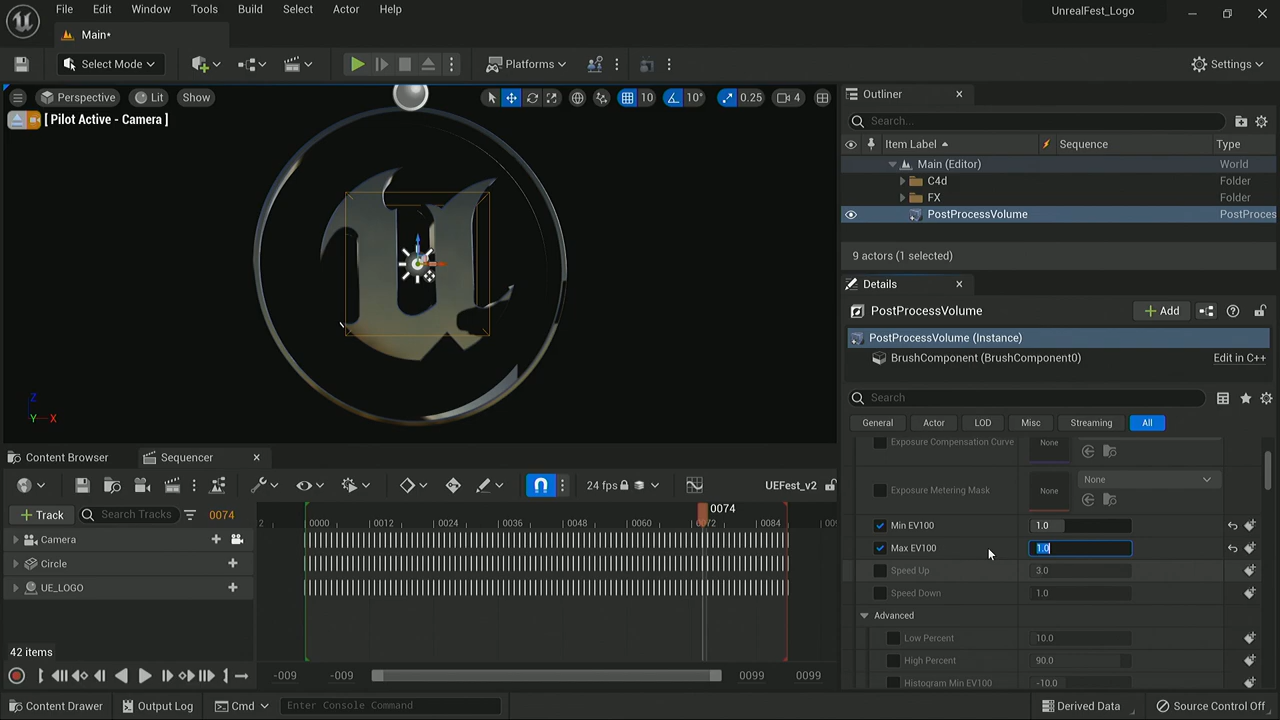 File Edit Window Tools Build Select Actor Help
UnrealFest_Logo
Main*
Select Mode
Platforms
Settings
Perspective Lit Show
10 10° 0.25 4
[ Pilot Active - Camera ]
Z
Y X
Outliner
Search...
Item Label Sequence Type
Main (Editor) World
C4d Folder
FX Folder
PostProcessVolume PostProces
9 actors (1 selected)
Details
PostProcessVolume
Add
PostProcessVolume (Instance)
BrushComponent (BrushComponent0) Edit in C++
Search
General Actor LOD Misc Streaming All
Exposure Compensation Curve None
Exposure Metering Mask None None
Min EV100 1.0
Max EV100 1.0
Speed Up 3.0
Speed Down 1.0
Advanced
Low Percent 10.0
High Percent 90.0
Histogram Min EV100 -10.0
Content Browser Sequencer
24 fps UEFest_v2
Track Search Tracks 0074
0074
2 0000 0012 0024 0036 0048 0060 0072 0084 009
Camera
Circle
UE_LOGO
42 items
-009 -009 0099 0099
Content Drawer Output Log Cmd Enter Console Command Derived Data Source Control Off